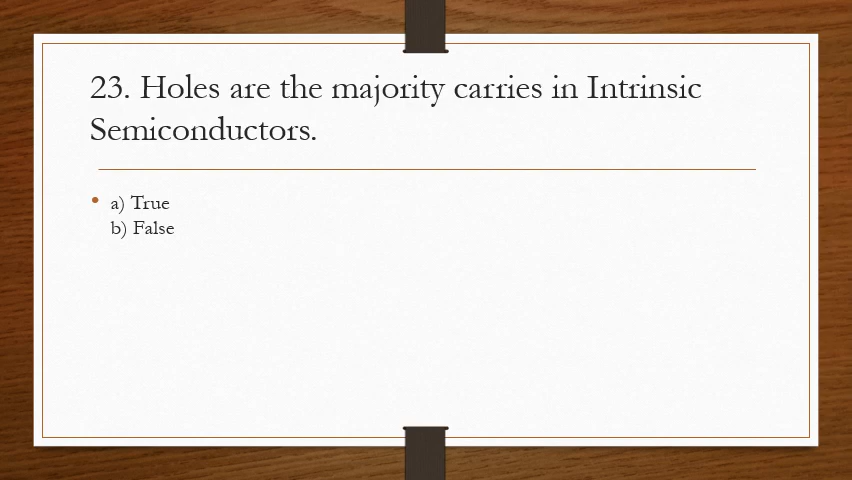 23. Holes are the majority carries in Intrinsic
Semiconductors.
• a) True
b) False